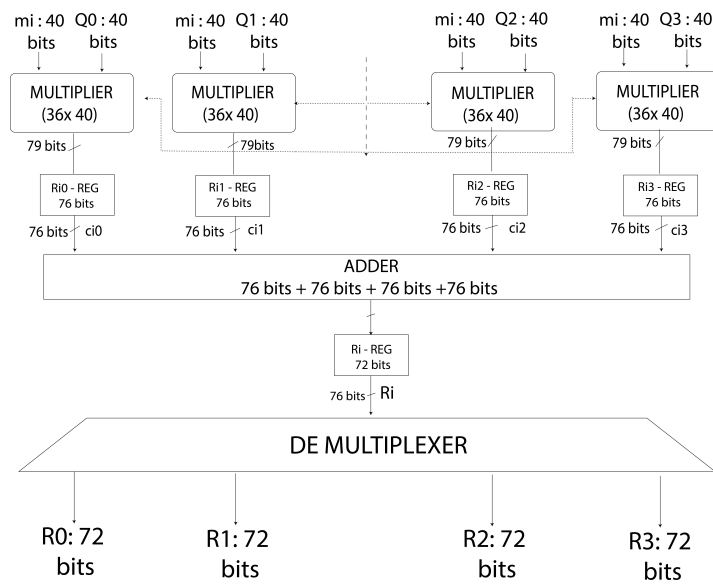 mi : 40 bits
Q0 : 40 bits
mi : 40 bits
Q1 : 40 bits
mi : 40 bits
Q2 : 40 bits
mi : 40 bits
Q3 : 40 bits
MULTIPLIER
(36x 40)
MULTIPLIER
(36x 40)
MULTIPLIER
(36x 40)
MULTIPLIER
(36x 40)
79 bits
79bits
79 bits
79 bits
Ri0 - REG
76 bits
Ri1 - REG
76 bits
Ri2 - REG
76 bits
Ri3 - REG
76 bits
76 bits ci0
76 bits ci1
76 bits ci2
76 bits ci3
ADDER
76 bits + 76 bits + 76 bits +76 bits
Ri - REG
72 bits
76 bits Ri
DE MULTIPLEXER
R0: 72
bits
R1: 72
bits
R2: 72
bits
R3: 72
bits